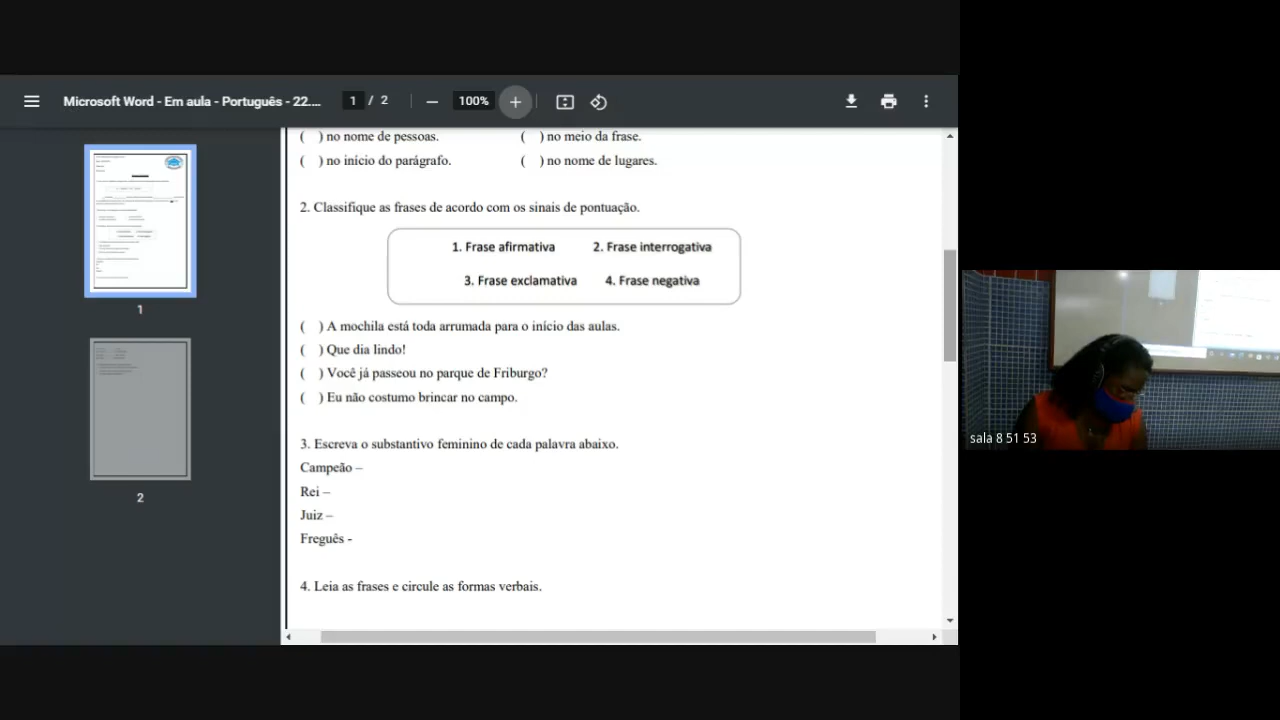 Microsoft Word - Em aula - Português - 22....
1 / 2
100%
( ) no nome de pessoas. ( ) no meio da frase.
( ) no início do parágrafo. ( ) no nome de lugares.
2. Classifique as frases de acordo com os sinais de pontuação.
1. Frase afirmativa 2. Frase interrogativa
3. Frase exclamativa 4. Frase negativa
( ) A mochila está toda arrumada para o início das aulas.
( ) Que dia lindo!
( ) Você já passeou no parque de Friburgo?
( ) Eu não costumo brincar no campo.
3. Escreva o substantivo feminino de cada palavra abaixo.
Campeão –
Rei –
Juiz –
Freguês -
4. Leia as frases e circule as formas verbais.
1
2
sala 8 51 53